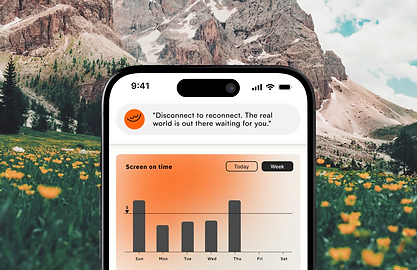 9:41
"Disconnect to reconnect. The real
world is out there waiting for you."
Screen on time
Today
Week
Sun Mon Tue Wed Thu Fri Sat